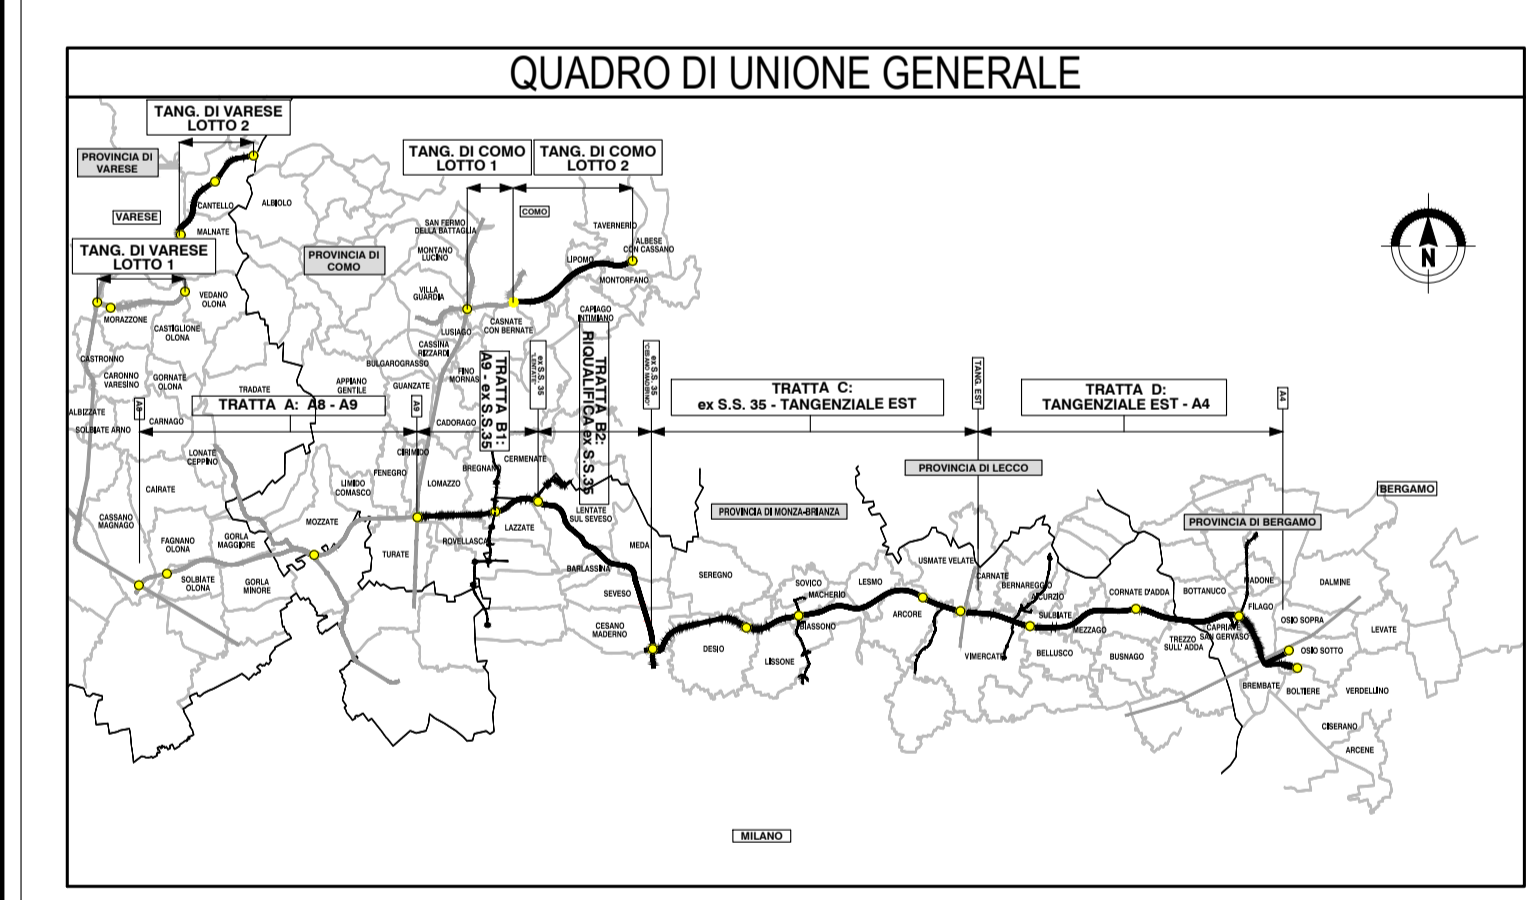 QUADRO DI UNIONE GENERALE
TANG. DI VARESE
LOTTO 2
PROVINCIA DI
VARESE
VARESE
CANTELLO
ALBIOLO
MALNATE
TANG. DI VARESE
LOTTO 1
PROVINCIA DI
COMO
TANG. DI COMO
LOTTO 1
TANG. DI COMO
LOTTO 2
COMO
SAN FERMO
DELLA BATTAGLIA
MONTANO
LUCINO
VILLA
GUARDIA
TAVERNERIO
ALBESE
CON CASSANO
LIPOMO
MONTORFANO
CAPIAGO
INTIMIANO
CASNATE
CON BERNATE
LUSIAGO
CASSINA
RIZZARDI
BULGAROGRASSO
FINO
MORNAS
GUANZATE
APPIANO
GENTILE
CADORAGO
VEDANO
OLONA
MORAZZONE
CASTIGLIONE
OLONA
CASTRONNO
CARONNO
VARESINO
GORNATE
OLONA
TRADATE
ALBIZZATE
CARNAGO
SOLBIATE ARNO
A8
TRATTA A: A8 - A9
A9
TRATTA B1:
A9 - ex S.S.35
ex S.S. 35
"LENTATE"
TRATTA B2:
RIQUALIFICA ex S.S.35
ex S.S. 35
"CESANO MADERNO"
TRATTA C:
ex S.S. 35 - TANGENZIALE EST
TANG. EST
TRATTA D:
TANGENZIALE EST - A4
A4
LONATE
CEPPINO
CAIRATE
CASSANO
MAGNAGO
FAGNANO
OLONA
GORLA
MAGGIORE
SOLBIATE
OLONA
GORLA
MINORE
MOZZATE
LIMIDO
COMASCO
FENEGRO
CIRIMIDO
LOMAZZO
BREGNANO
CERMENATE
TURATE
ROVELLASCA
LAZZATE
LENTATE
SUL SEVESO
MEDA
BARLASSINA
SEVESO
CESANO
MADERNO
PROVINCIA DI MONZA-BRIANZA
PROVINCIA DI LECCO
PROVINCIA DI BERGAMO
BERGAMO
SEREGNO
DESIO
LISSONE
SOVICO
MACHERIO
BIASSONO
LESMO
ARCORE
USMATE VELATE
CARNATE
BERNAREGGIO
AICURZIO
SULBIATE
VIMERCATE
BELLUSCO
MEZZAGO
CORNATE D'ADDA
BUSNAGO
BOTTANUCO
TREZZO
SULL' ADDA
CAPRIATE
SAN GERVASO
MADONE
FILAGO
DALMINE
OSIO SOPRA
OSIO SOTTO
LEVATE
BREMBATE
BOLTIERE
VERDELLINO
CISERANO
ARCENE
MILANO
N